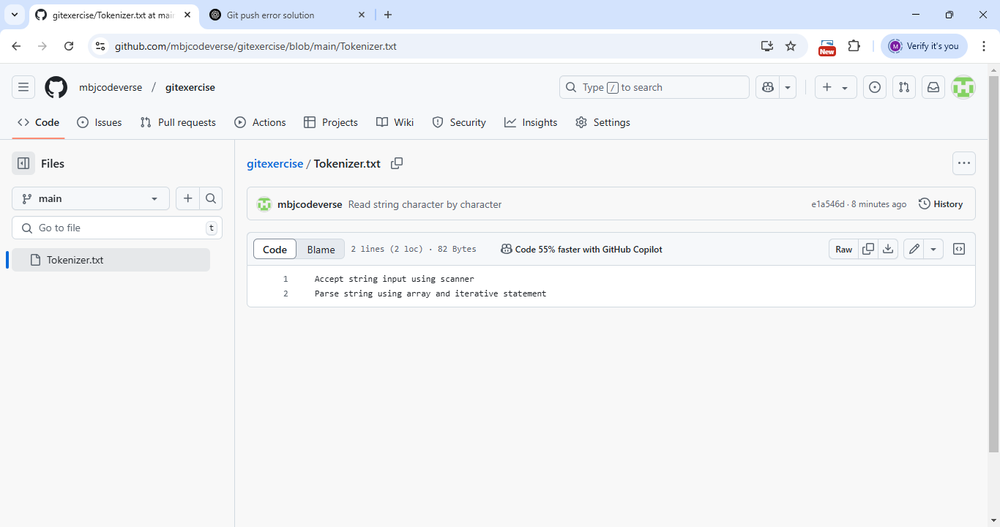 gitexercise/Tokenizer.txt at main
Git push error solution
github.com/mbjcodeverse/gitexercise/blob/main/Tokenizer.txt
New
M
Verify it's you
mbjcodeverse / gitexercise
Type / to search
Code
Issues
Pull requests
Actions
Projects
Wiki
Security
Insights
Settings
Files
main
Go to file
t
Tokenizer.txt
gitexercise / Tokenizer.txt
mbjcodeverse Read string character by character
e1a546d · 8 minutes ago
History
Code
Blame
2 lines (2 loc) · 82 Bytes
Code 55% faster with GitHub Copilot
Raw
1 Accept string input using scanner
2 Parse string using array and iterative statement